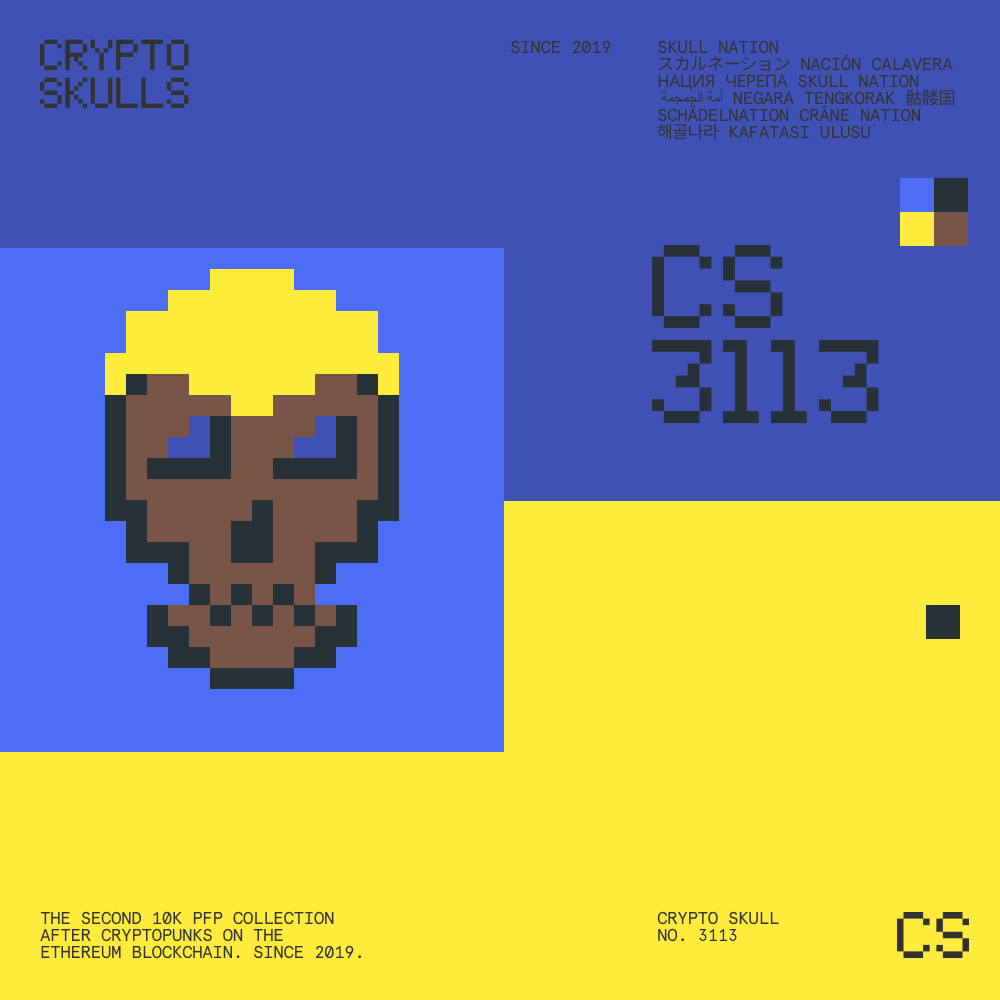 CRYPTO
SKULLS
SINCE 2019
SKULL NATION
スカルネーション NACIÓN CALAVERA
НАЦИЯ ЧЕРЕПА SKULL NATION
أمة الجمجمة NEGARA TENGKORAK 骷髅国
SCHÄDELNATION CRÂNE NATION
해골나라 KAFATASI ULUSU
CS
3113
THE SECOND 10K PFP COLLECTION
AFTER CRYPTOPUNKS ON THE
ETHEREUM BLOCKCHAIN. SINCE 2019.
CRYPTO SKULL
NO. 3113
CS